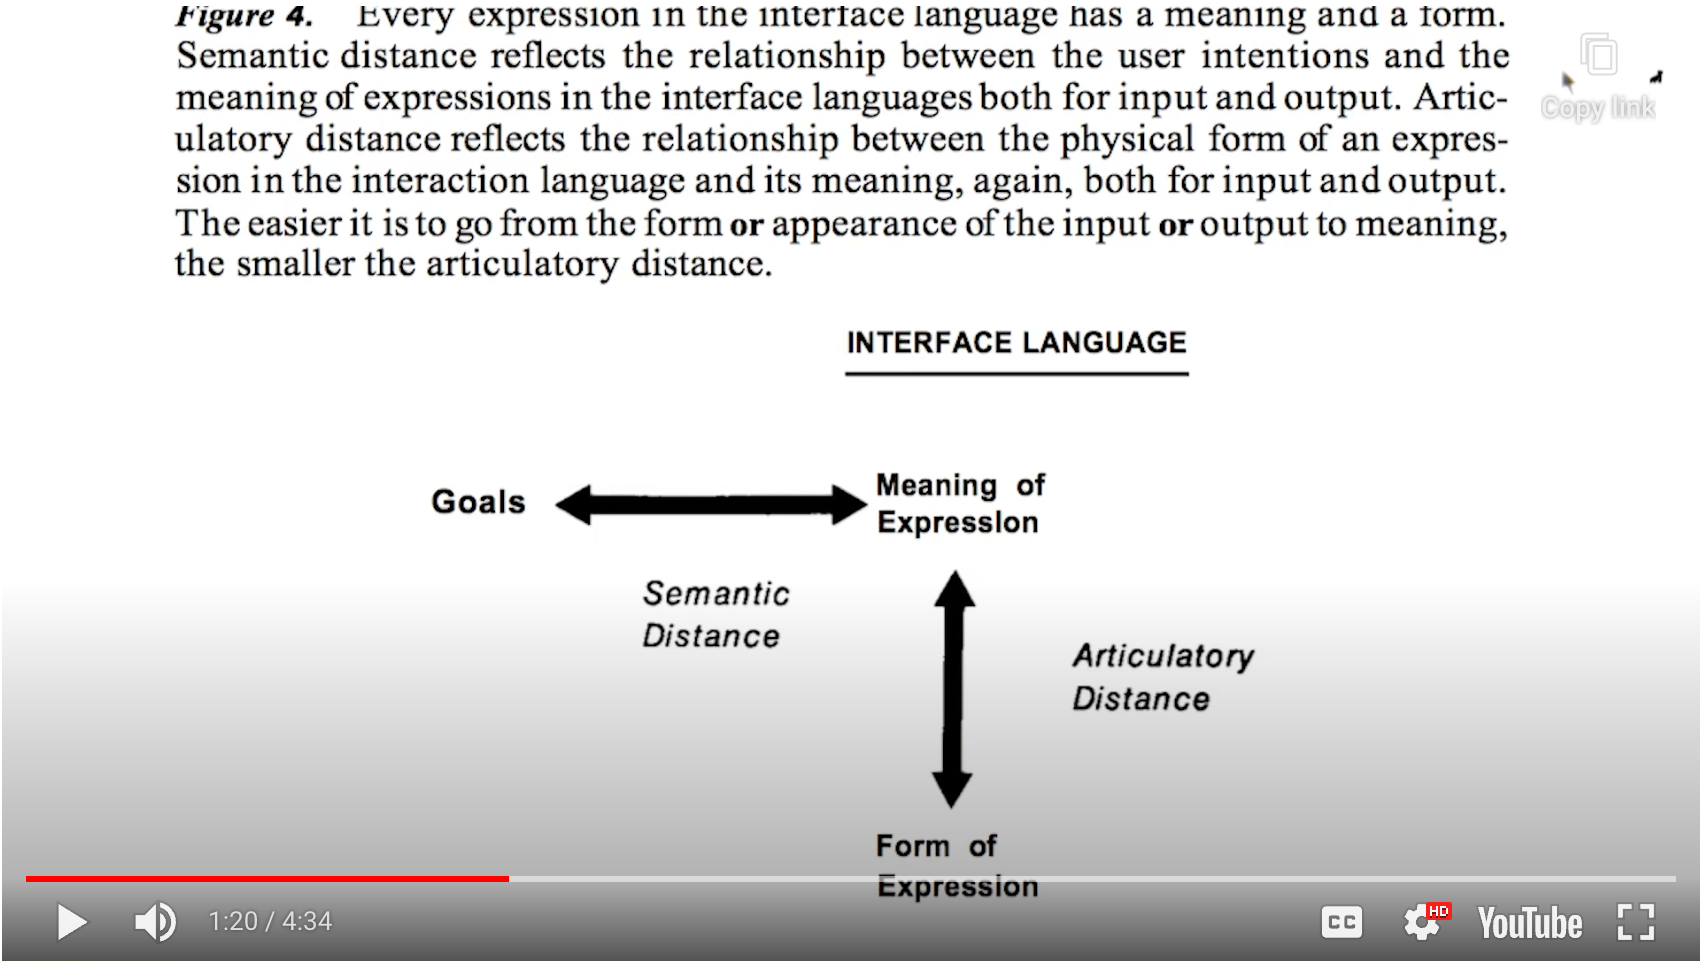 Figure 4. Every expression in the interface language has a meaning and a form.
Semantic distance reflects the relationship between the user intentions and the
meaning of expressions in the interface languages both for input and output. Artic-
ulatory distance reflects the relationship between the physical form of an expres-
sion in the interaction language and its meaning, again, both for input and output.
The easier it is to go from the form or appearance of the input or output to meaning,
the smaller the articulatory distance.
Copy link
INTERFACE LANGUAGE
Goals
Meaning of
Expression
Semantic
Distance
Articulatory
Distance
Form of
Expression
1:20 / 4:34
CC
HD
YouTube